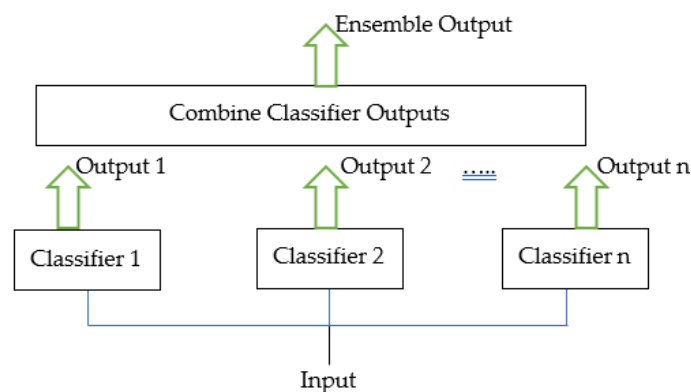 Ensemble Output
Combine Classifier Outputs
Output 1
Output 2
.....
Output n
Classifier 1
Classifier 2
Classifier n
Input